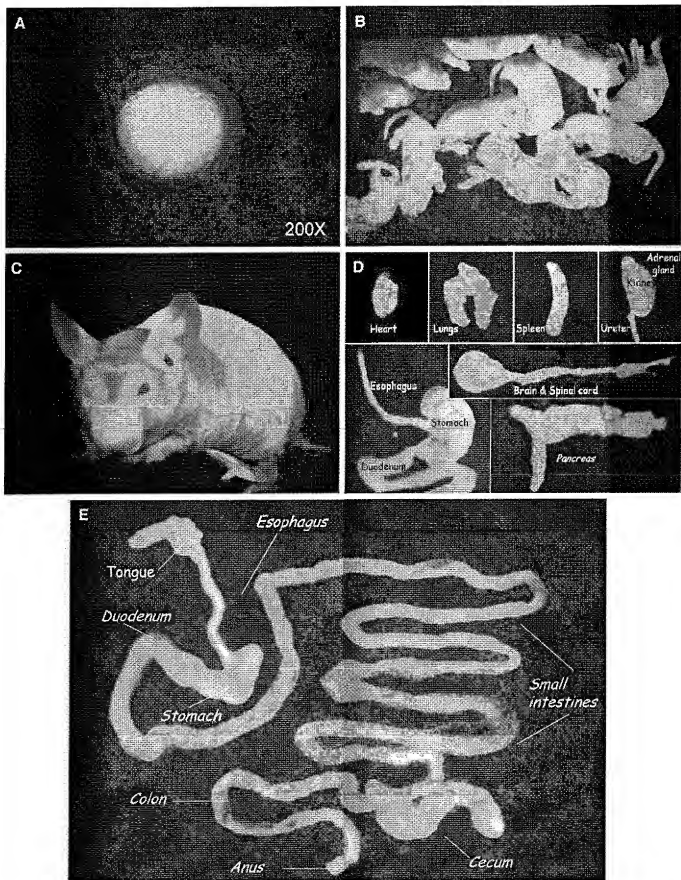 A
200X
B
C
D
Heart
Lungs
Spleen
Adrenal
gland
Kidney
Ureter
Esophagus
Stomach
Duodenum
Brain & Spinal cord
Pancreas
E
Esophagus
Tongue
Duodenum
Stomach
Small
intestines
Colon
Anus
Cecum